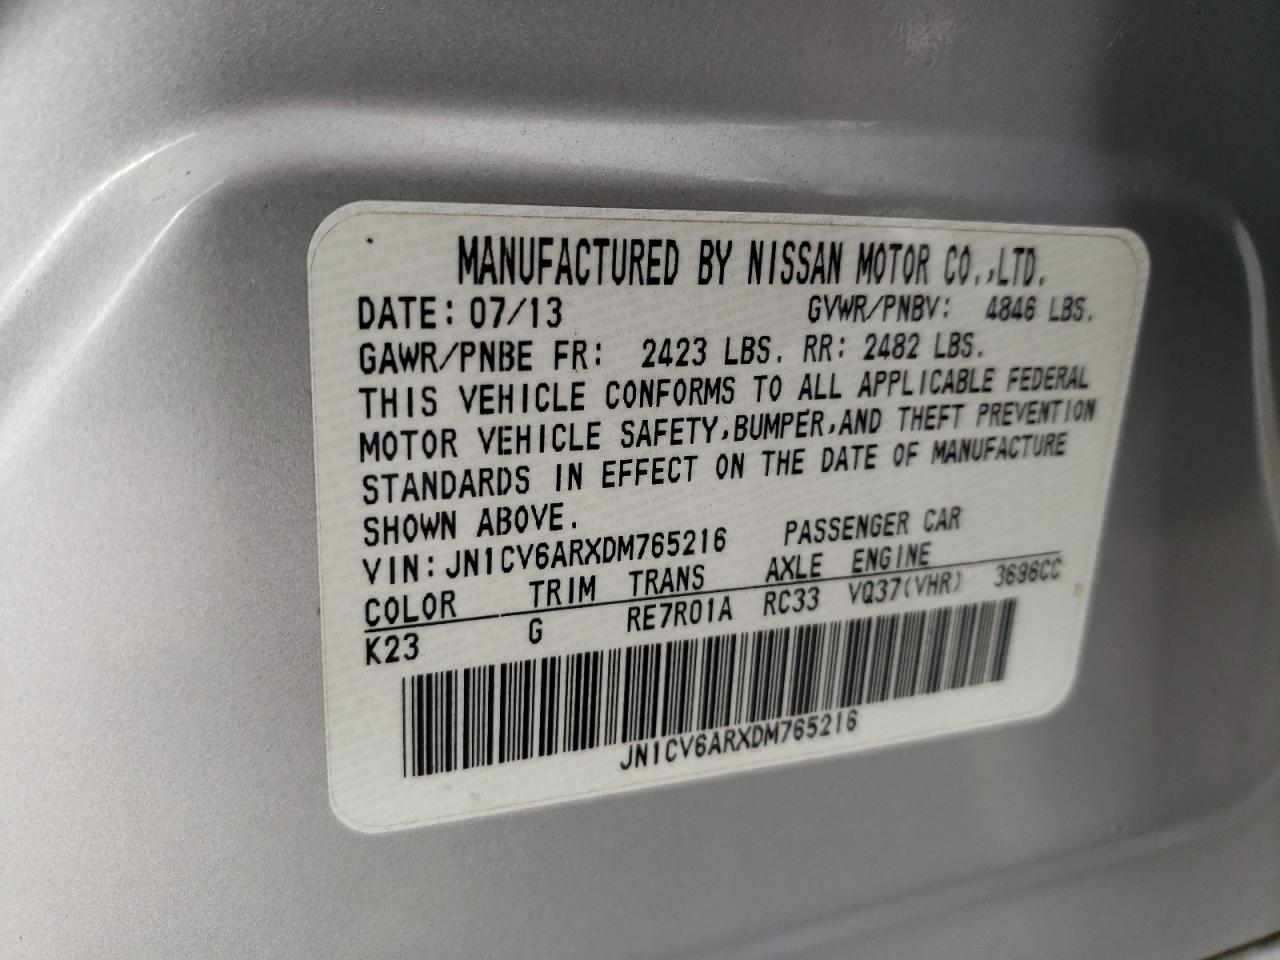 MANUFACTURED BY NISSAN MOTOR CO.,LTD.
DATE: 07/13 GVWR/PNBV: 4846 LBS.
GAWR/PNBE FR: 2423 LBS. RR: 2482 LBS.
THIS VEHICLE CONFORMS TO ALL APPLICABLE FEDERAL
MOTOR VEHICLE SAFETY,BUMPER,AND THEFT PREVENTION
STANDARDS IN EFFECT ON THE DATE OF MANUFACTURE
SHOWN ABOVE.
VIN: JN1CV6ARXDM765216 PASSENGER CAR
COLOR TRIM TRANS AXLE ENGINE
K23 G RE7R01A RC33 VQ37(VHR) 3696CC
JN1CV6ARXDM765216